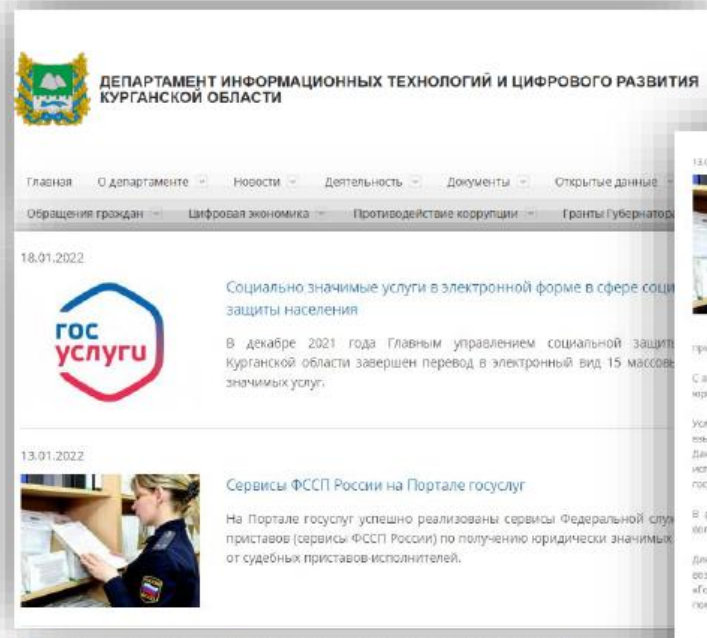 ДЕПАРТАМЕНТ ИНФОРМАЦИОННЫХ ТЕХНОЛОГИЙ И ЦИФРОВОГО РАЗВИТИЯ
КУРГАНСКОЙ ОБЛАСТИ
Главная О департаменте Новости Деятельность Документы Открытые данные
Обращения граждан Цифровая экономика Противодействие коррупции Гранты Губернатора
18.01.2022
гос
услуги
Социально значимые услуги в электронной форме в сфере соци
защиты населения
В декабре 2021 года Главным управлением социальной защит
Курганской области завершен перевод в электронный вид 15 массовы
значимых услуг.
13.01.2022
Сервисы ФССП России на Портале госуслуг
На Портале госуслуг успешно реализованы сервисы Федеральной слу
приставов (сервисы ФССП России) по получению юридически значимых
от судебных приставов-исполнителей.